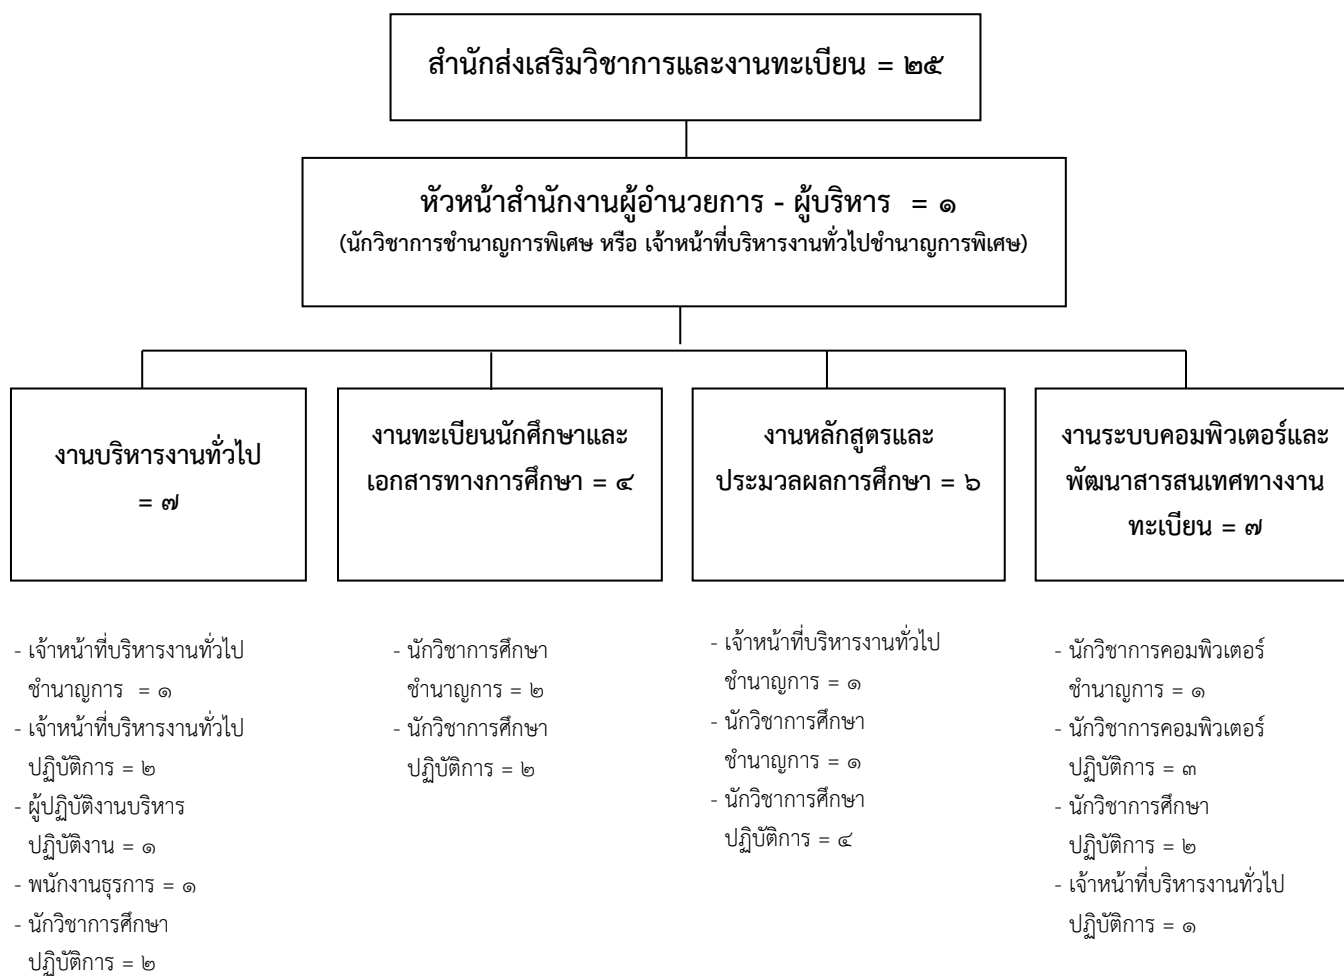 สำนักส่งเสริมวิชาการและงานทะเบียน = ๒๕
หัวหน้าสำนักงานผู้อำนวยการ - ผู้บริหาร = ๑
(นักวิชาการชำนาญการพิเศษ หรือ เจ้าหน้าที่บริหารงานทั่วไปชำนาญการพิเศษ)
งานบริหารงานทั่วไป
= ๗
งานทะเบียนนักศึกษาและ
เอกสารทางการศึกษา = ๔
งานหลักสูตรและ
ประมวลผลการศึกษา = ๖
งานระบบคอมพิวเตอร์และ
พัฒนาสารสนเทศทางงาน
ทะเบียน = ๗
- เจ้าหน้าที่บริหารงานทั่วไป
ชำนาญการ = ๑
- เจ้าหน้าที่บริหารงานทั่วไป
ปฏิบัติการ = ๒
- ผู้ปฏิบัติงานบริหาร
ปฏิบัติงาน = ๑
- พนักงานธุรการ = ๑
- นักวิชาการศึกษา
ปฏิบัติการ = ๒
- นักวิชาการศึกษา
ชำนาญการ = ๒
- นักวิชาการศึกษา
ปฏิบัติการ = ๒
- เจ้าหน้าที่บริหารงานทั่วไป
ชำนาญการ = ๑
- นักวิชาการศึกษา
ชำนาญการ = ๑
- นักวิชาการศึกษา
ปฏิบัติการ = ๔
- นักวิชาการคอมพิวเตอร์
ชำนาญการ = ๑
- นักวิชาการคอมพิวเตอร์
ปฏิบัติการ = ๓
- นักวิชาการศึกษา
ปฏิบัติการ = ๒
- เจ้าหน้าที่บริหารงานทั่วไป
ปฏิบัติการ = ๑